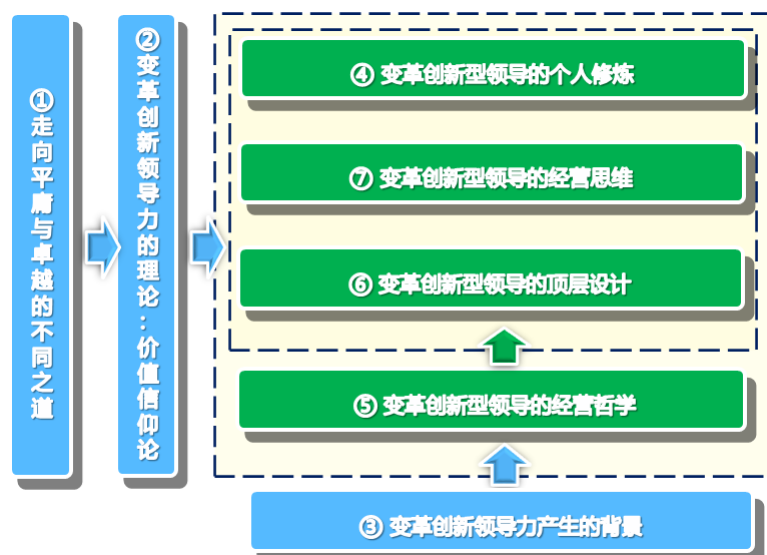 ①走向平庸与卓越的不同之道
②变革创新领导力的理论：价值信仰论
④ 变革创新型领导的个人修炼
⑦ 变革创新型领导的经营思维
⑥ 变革创新型领导的顶层设计
⑤ 变革创新型领导的经营哲学
③ 变革创新领导力产生的背景